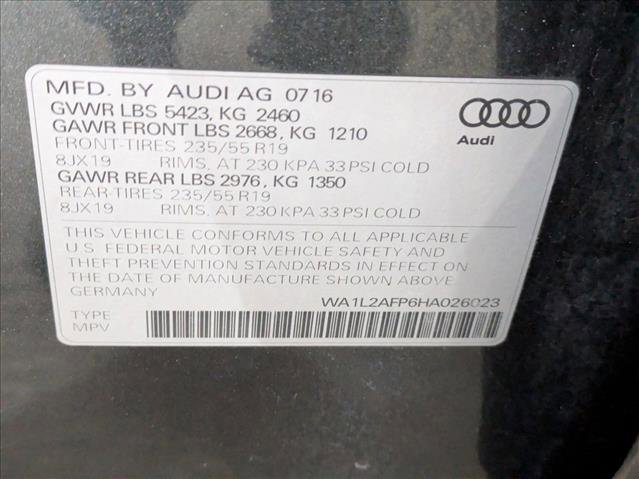 MFD. BY AUDI AG 07 16
GVWR LBS 5423, KG 2460
GAWR FRONT LBS 2668, KG 1210
FRONT-TIRES 235/55 R19
8JX19 RIMS, AT 230 KPA 33 PSI COLD
GAWR REAR LBS 2976, KG 1350
REAR-TIRES 235/55 R19
8JX19 RIMS, AT 230 KPA 33 PSI COLD
Audi
THIS VEHICLE CONFORMS TO ALL APPLICABLE
U.S. FEDERAL MOTOR VEHICLE SAFETY AND
THEFT PREVENTION STANDARDS IN EFFECT ON
THE DATE OF MANUFACTURE SHOWN ABOVE
GERMANY
WA1L2AFP6HA026023
TYPE
MPV